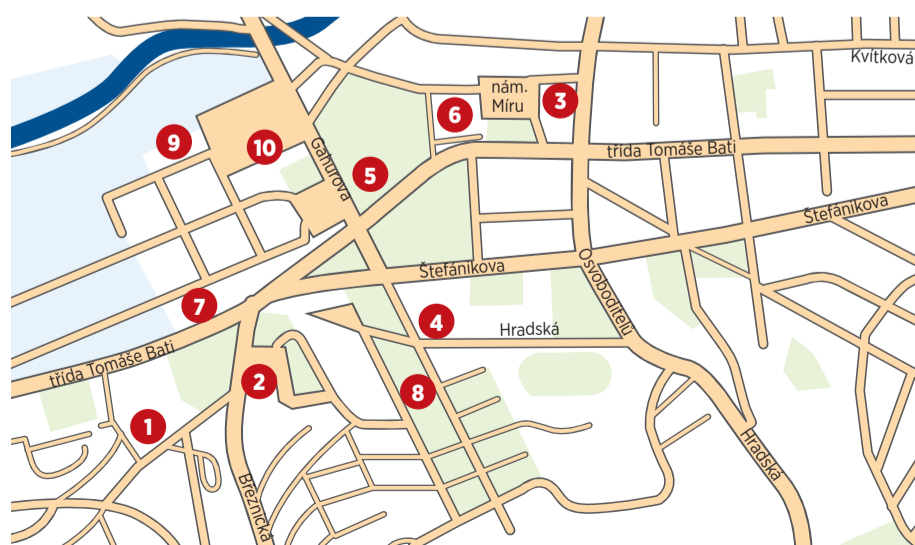 Kvítková
nám.
Míru
3
6
9
10
Gahurova
třída Tomáše Bati
5
Štefánikova
Štefánikova
Osvoboditelů
7
4
Hradská
třída Tomáše Bati
2
8
1
Hradská
Březnická